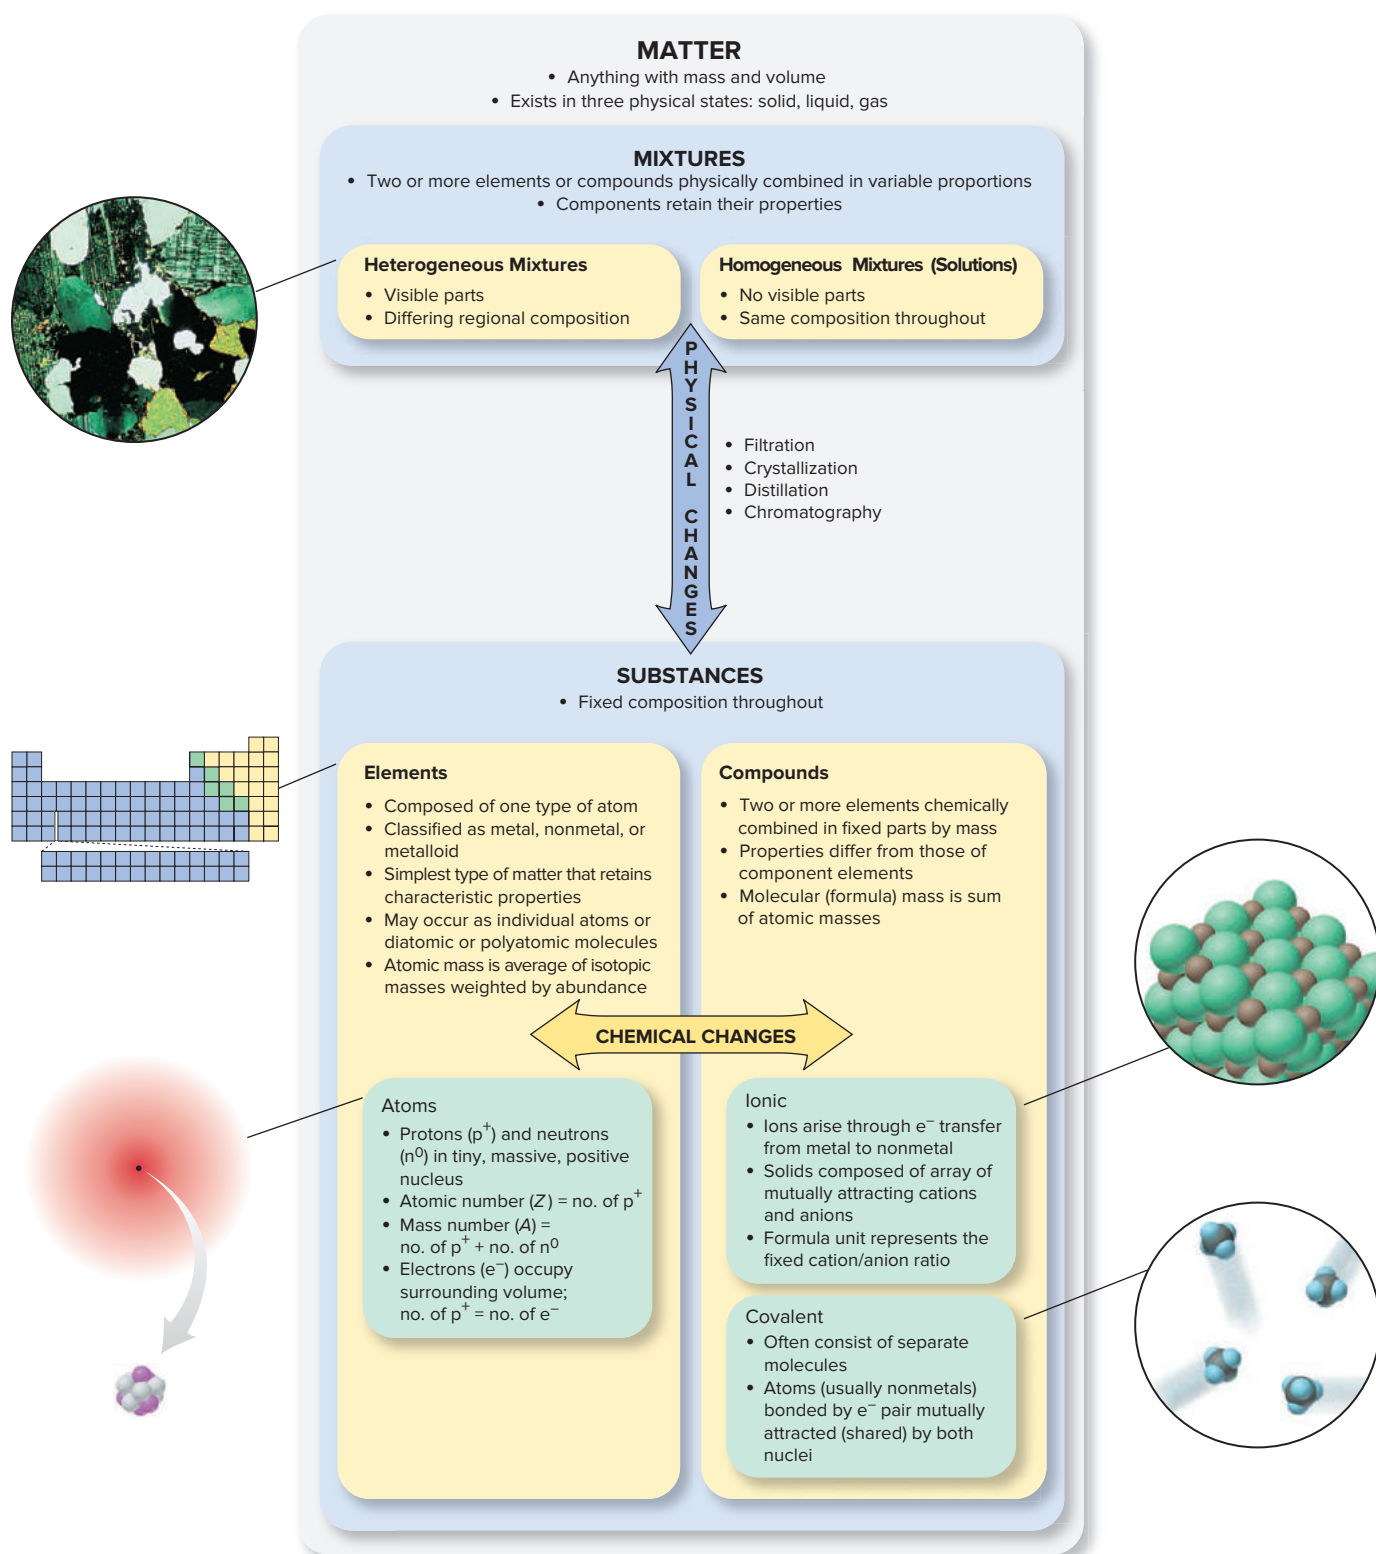 MATTER
• Anything with mass and volume
• Exists in three physical states: solid, liquid, gas
MIXTURES
• Two or more elements or compounds physically combined in variable proportions
• Components retain their properties
Heterogeneous Mixtures
• Visible parts
• Differing regional composition
Homogeneous Mixtures (Solutions)
• No visible parts
• Same composition throughout
PHYSICAL CHANGES
• Filtration
• Crystallization
• Distillation
• Chromatography
SUBSTANCES
• Fixed composition throughout
Elements
• Composed of one type of atom
• Classified as metal, nonmetal, or
metalloid
• Simplest type of matter that retains
characteristic properties
• May occur as individual atoms or
diatomic or polyatomic molecules
• Atomic mass is average of isotopic
masses weighted by abundance
Compounds
• Two or more elements chemically
combined in fixed parts by mass
• Properties differ from those of
component elements
• Molecular (formula) mass is sum
of atomic masses
CHEMICAL CHANGES
Atoms
• Protons (p⁺) and neutrons
(n⁰) in tiny, massive, positive
nucleus
• Atomic number (Z) = no. of p⁺
• Mass number (A) =
no. of p⁺ + no. of n⁰
• Electrons (e⁻) occupy
surrounding volume;
no. of p⁺ = no. of e⁻
Ionic
• Ions arise through e⁻ transfer
from metal to nonmetal
• Solids composed of array of
mutually attracting cations
and anions
• Formula unit represents the
fixed cation/anion ratio
Covalent
• Often consist of separate
molecules
• Atoms (usually nonmetals)
bonded by e⁻ pair mutually
attracted (shared) by both
nuclei